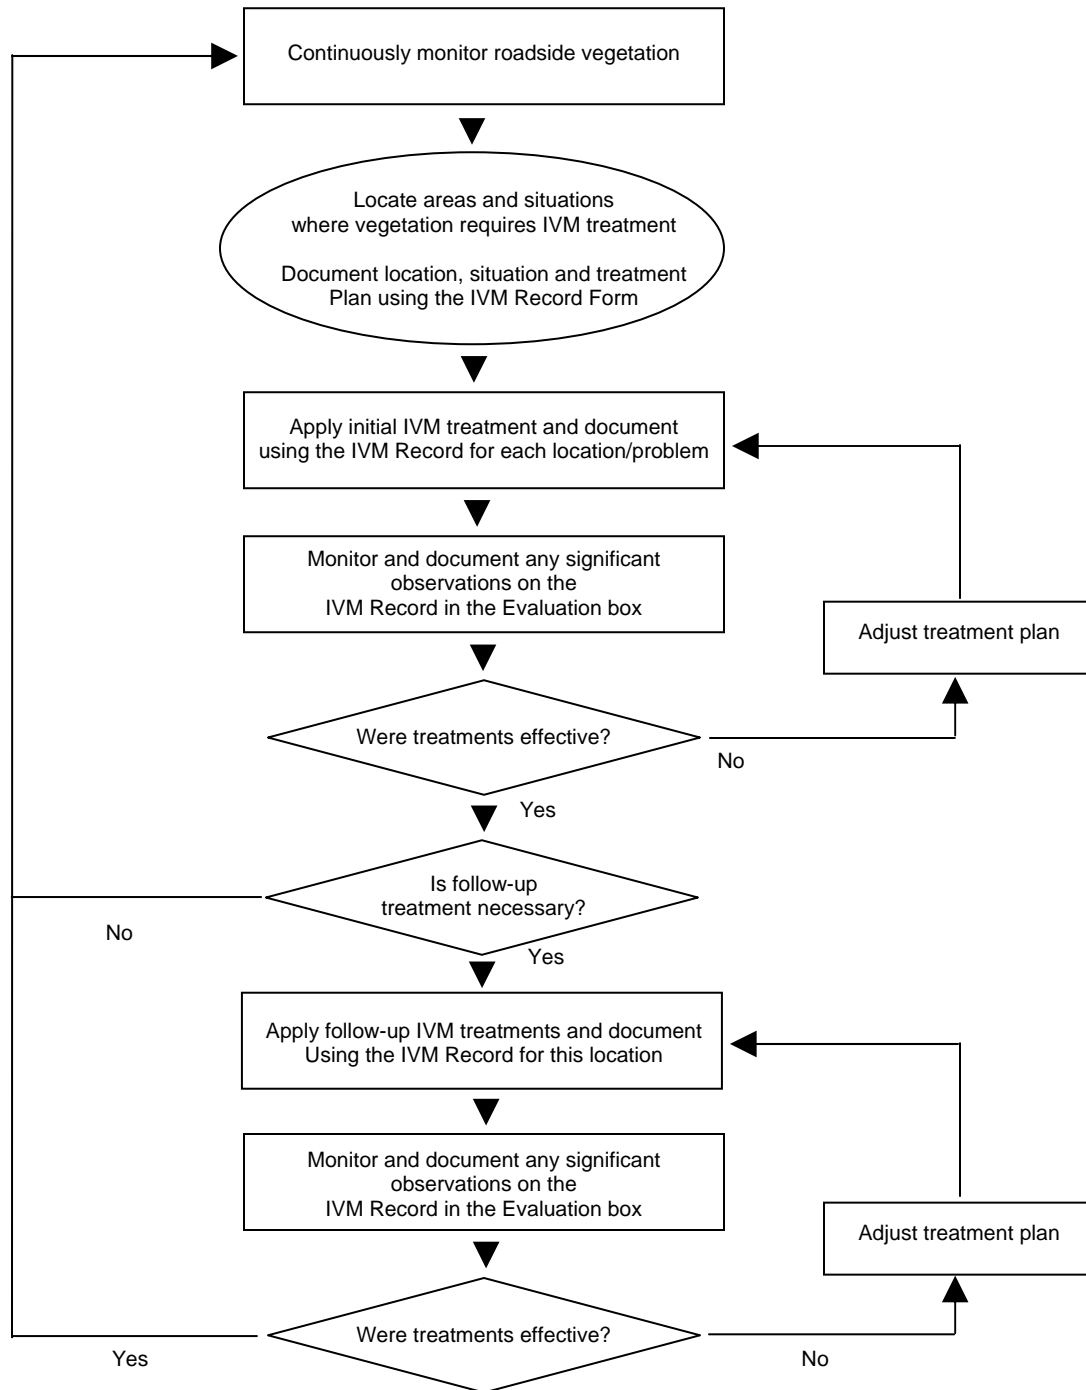 Continuously monitor roadside vegetation
Locate areas and situations
where vegetation requires IVM treatment
Document location, situation and treatment
Plan using the IVM Record Form
Apply initial IVM treatment and document
using the IVM Record for each location/problem
Monitor and document any significant
observations on the
IVM Record in the Evaluation box
Adjust treatment plan
Were treatments effective?
No
Yes
Is follow-up
treatment necessary?
No
Yes
Apply follow-up IVM treatments and document
Using the IVM Record for this location
Monitor and document any significant
observations on the
IVM Record in the Evaluation box
Adjust treatment plan
Were treatments effective?
Yes
No